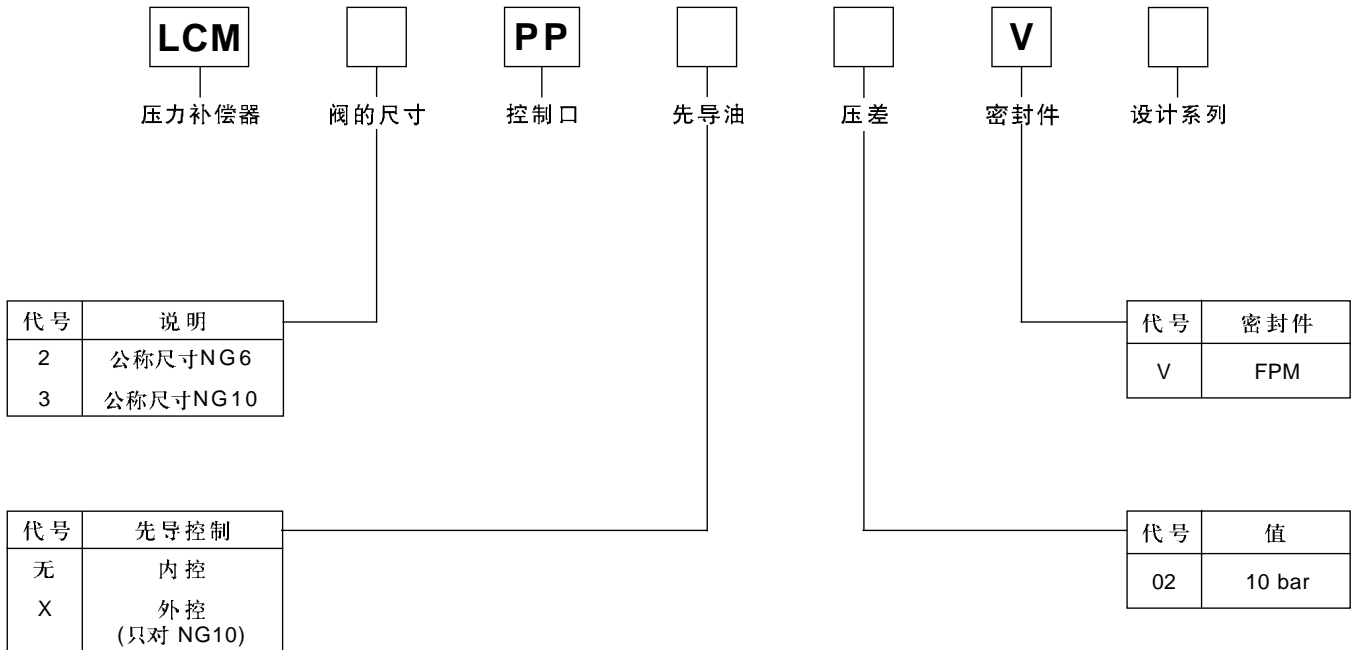 LCM PP V
压力补偿器 阀的尺寸 控制口 先导油 压差 密封件 设计系列
代号 说明
2 公称尺寸NG6
3 公称尺寸NG10
代号 密封件
V FPM
代号 先导控制
无 内控
X 外控
(只对 NG10)
代号 值
02 10 bar